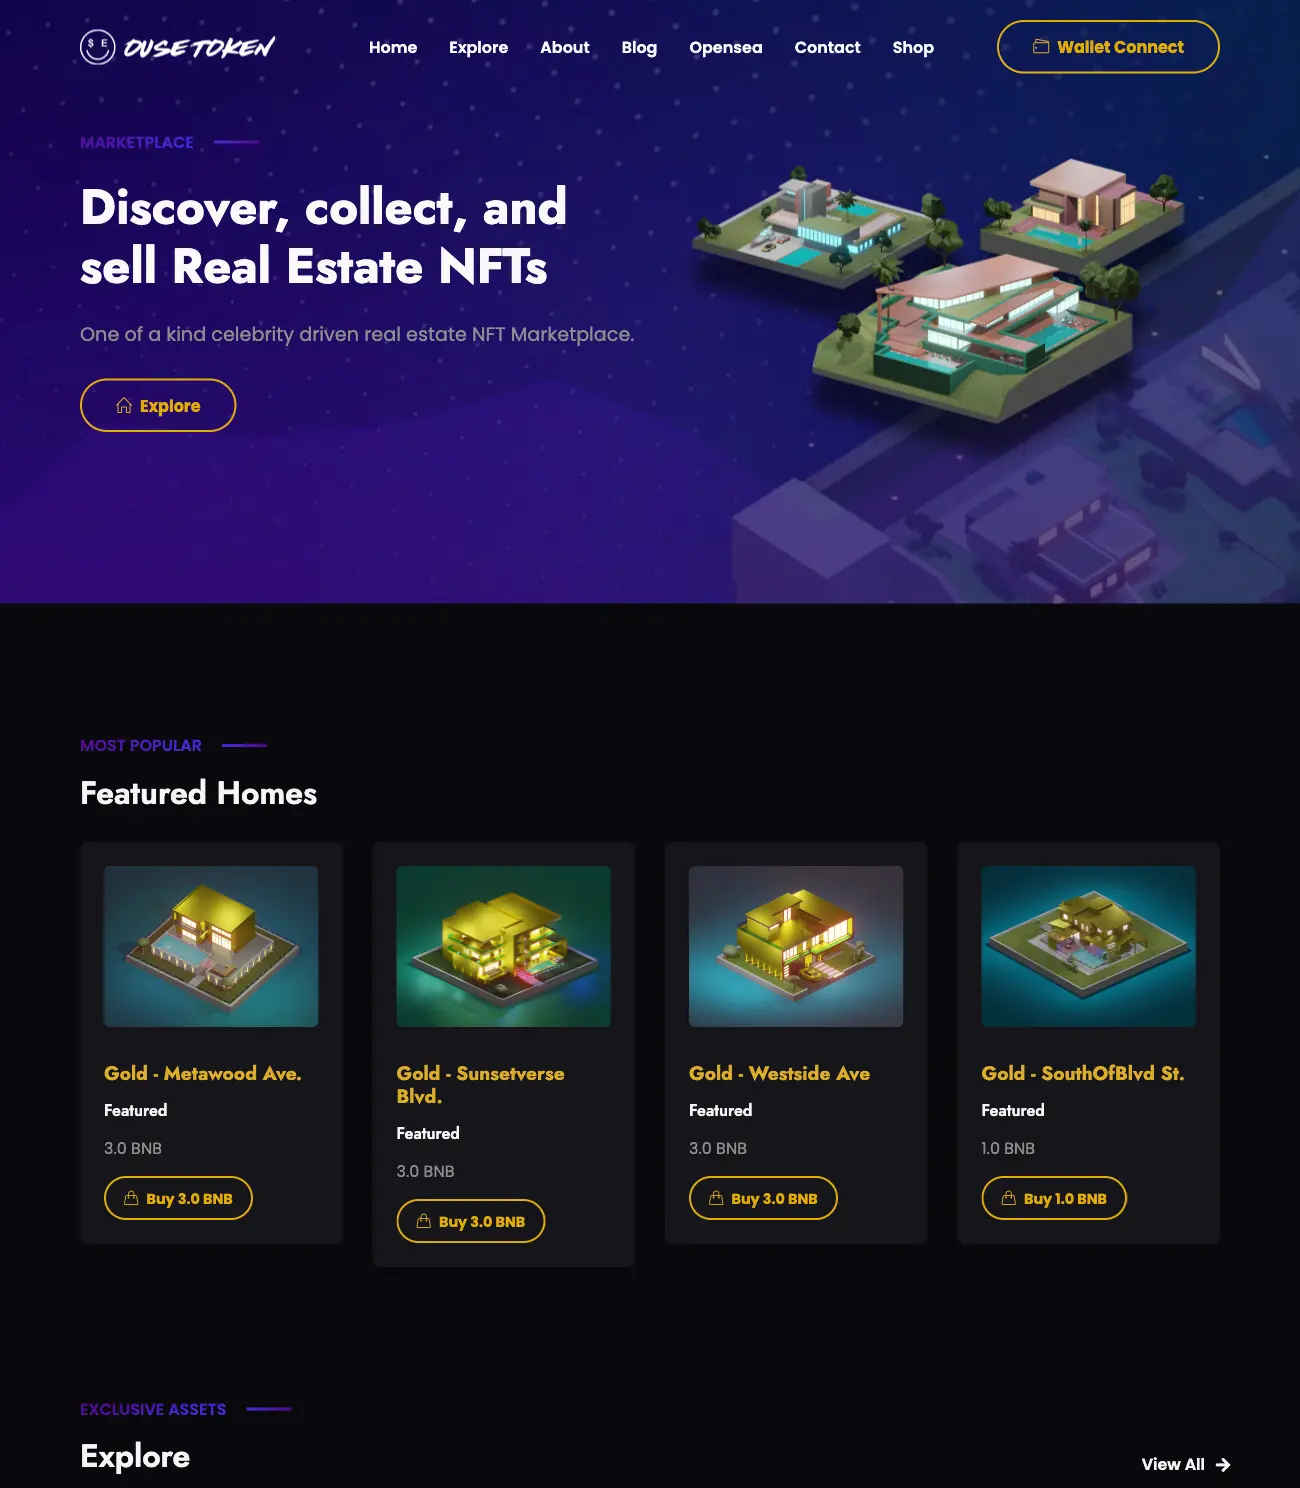 $ E OUSE TOKEN
Home Explore About Blog Opensea Contact Shop
Wallet Connect
MARKETPLACE
Discover, collect, and
sell Real Estate NFTs
One of a kind celebrity driven real estate NFT Marketplace.
Explore
MOST POPULAR
Featured Homes
Gold - Metawood Ave.
Featured
3.0 BNB
Buy 3.0 BNB
Gold - Sunsetverse
Blvd.
Featured
3.0 BNB
Buy 3.0 BNB
Gold - Westside Ave
Featured
3.0 BNB
Buy 3.0 BNB
Gold - SouthOfBlvd St.
Featured
1.0 BNB
Buy 1.0 BNB
EXCLUSIVE ASSETS
Explore
View All